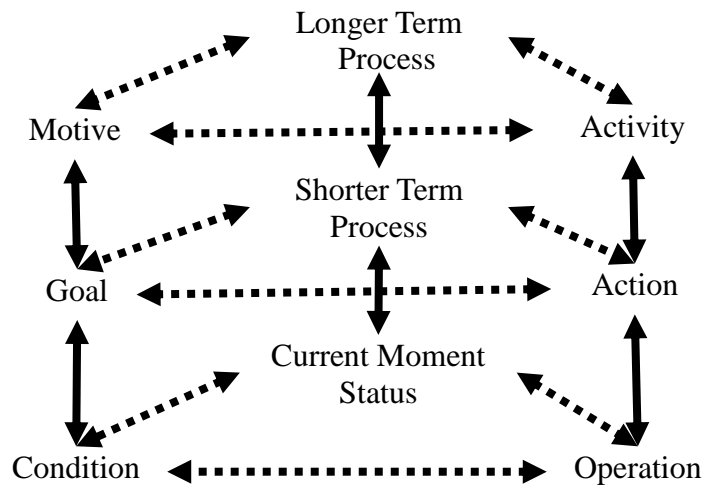 Longer Term
Process
Motive
Activity
Shorter Term
Process
Goal
Action
Current Moment
Status
Condition
Operation